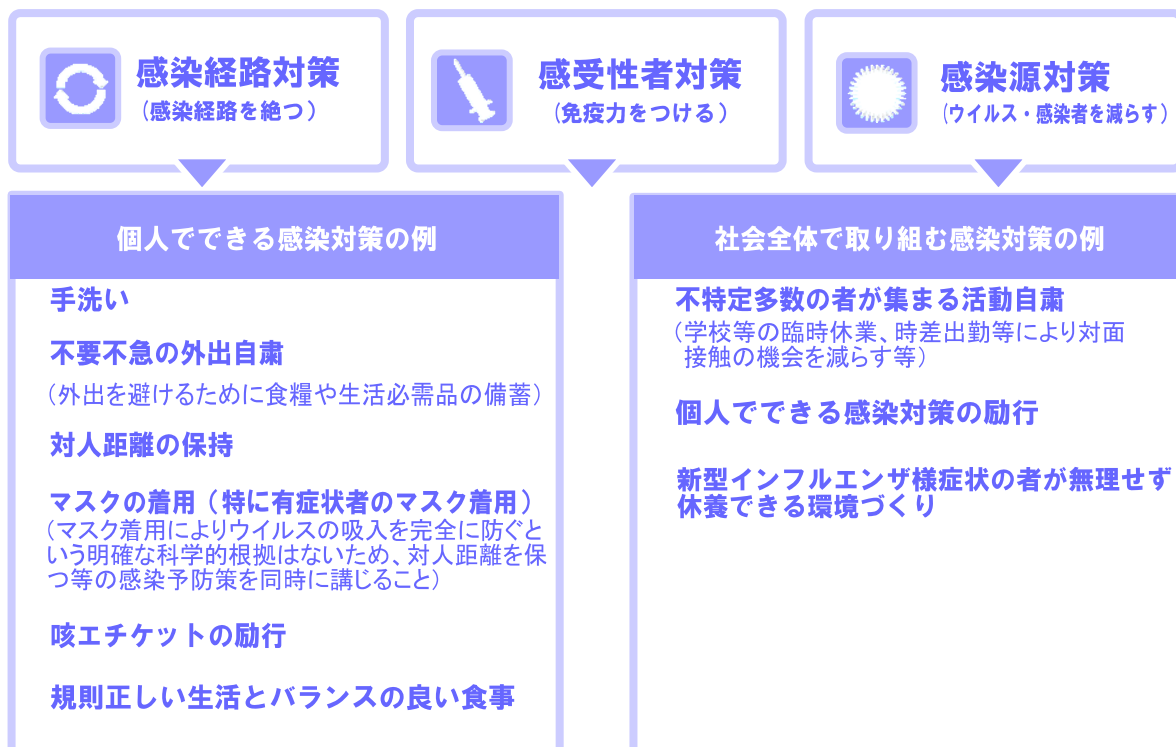 感染経路対策
(感染経路を絶つ)
感受性者対策
(免疫力をつける)
感染源対策
(ウイルス・感染者を減らす)
個人でできる感染対策の例
手洗い
不要不急の外出自粛
(外出を避けるために食糧や生活必需品の備蓄)
対人距離の保持
マスクの着用(特に有症状者のマスク着用)
(マスク着用によりウイルスの吸入を完全に防ぐと
いう明確な科学的根拠はないため、対人距離を保
つ等の感染予防策を同時に講じること)
咳エチケットの励行
規則正しい生活とバランスの良い食事
社会全体で取り組む感染対策の例
不特定多数の者が集まる活動自粛
(学校等の臨時休業、時差出勤等により対面
接触の機会を減らす等)
個人でできる感染対策の励行
新型インフルエンザ様症状の者が無理せず
休養できる環境づくり